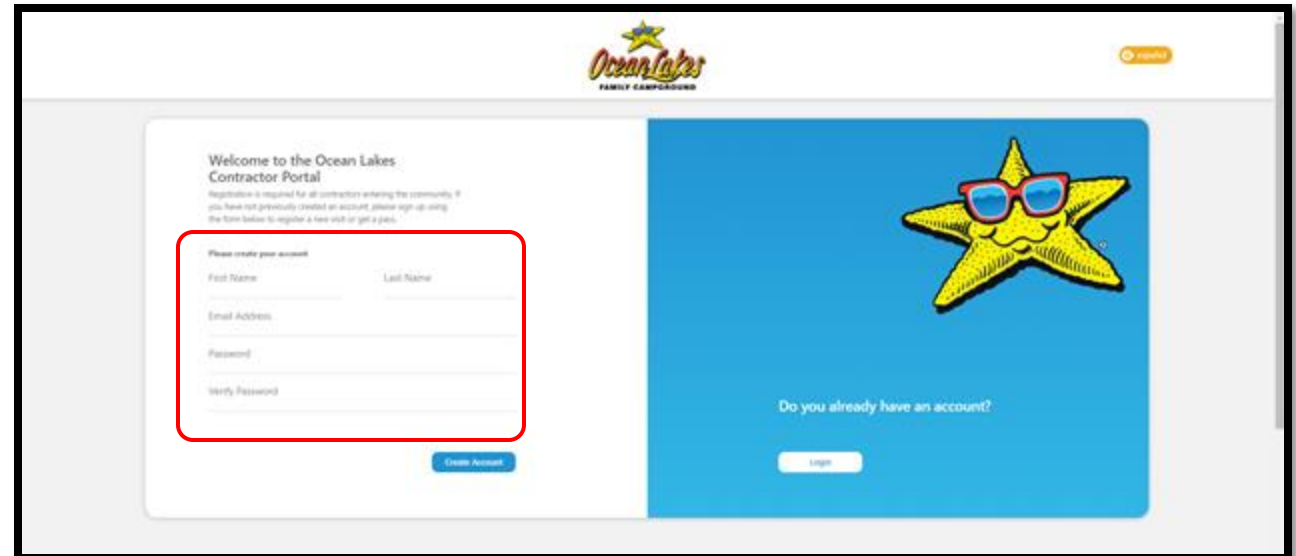 Ocean Lakes
FAMILY CAMPGROUND
español
Welcome to the Ocean Lakes
Contractor Portal
Registration is required for all contractors entering the community. If
you have not previously created an account, please sign up using
the form below to register a new visit or get a pass.
Please create your account
First Name Last Name
Email Address
Password
Verify Password
Create Account
Do you already have an account?
Login